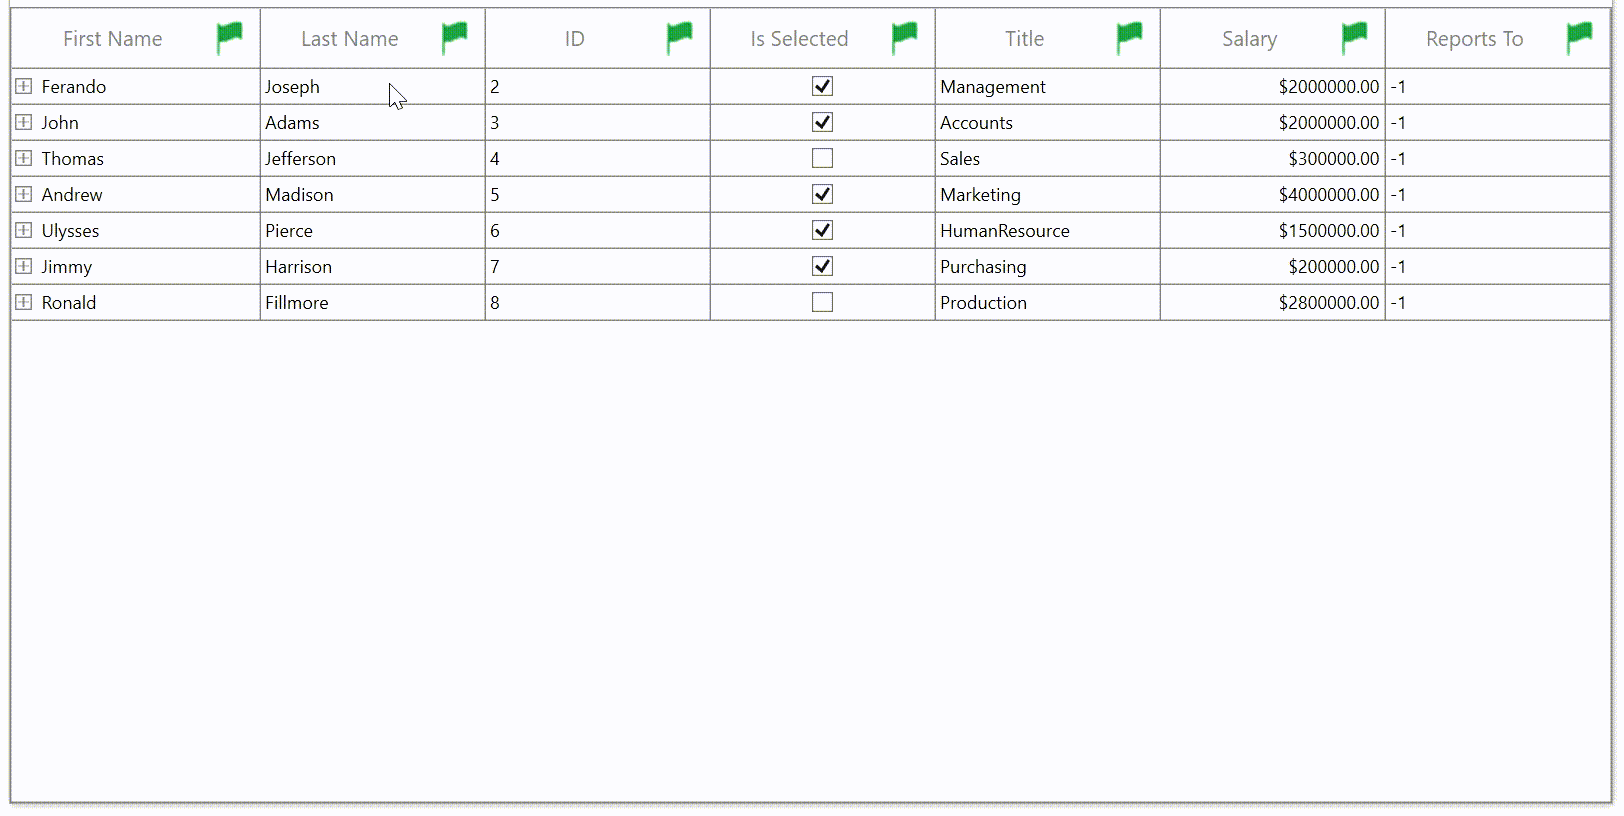 First Name Last Name ID Is Selected Title Salary Reports To
Ferando Joseph 2 Management $2000000.00 -1
John Adams 3 Accounts $2000000.00 -1
Thomas Jefferson 4 Sales $300000.00 -1
Andrew Madison 5 Marketing $4000000.00 -1
Ulysses Pierce 6 HumanResource $1500000.00 -1
Jimmy Harrison 7 Purchasing $200000.00 -1
Ronald Fillmore 8 Production $2800000.00 -1